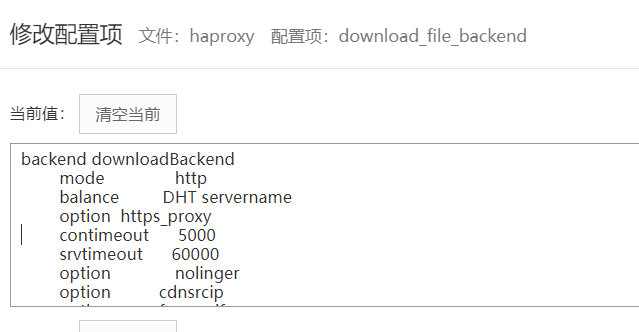 修改配置项 文件：haproxy 配置项：download_file_backend
当前值： 清空当前
backend downloadBackend
mode http
balance DHT servername
option https_proxy
contimeout 5000
srvtimeout 60000
option nolinger
option cdnsrcip